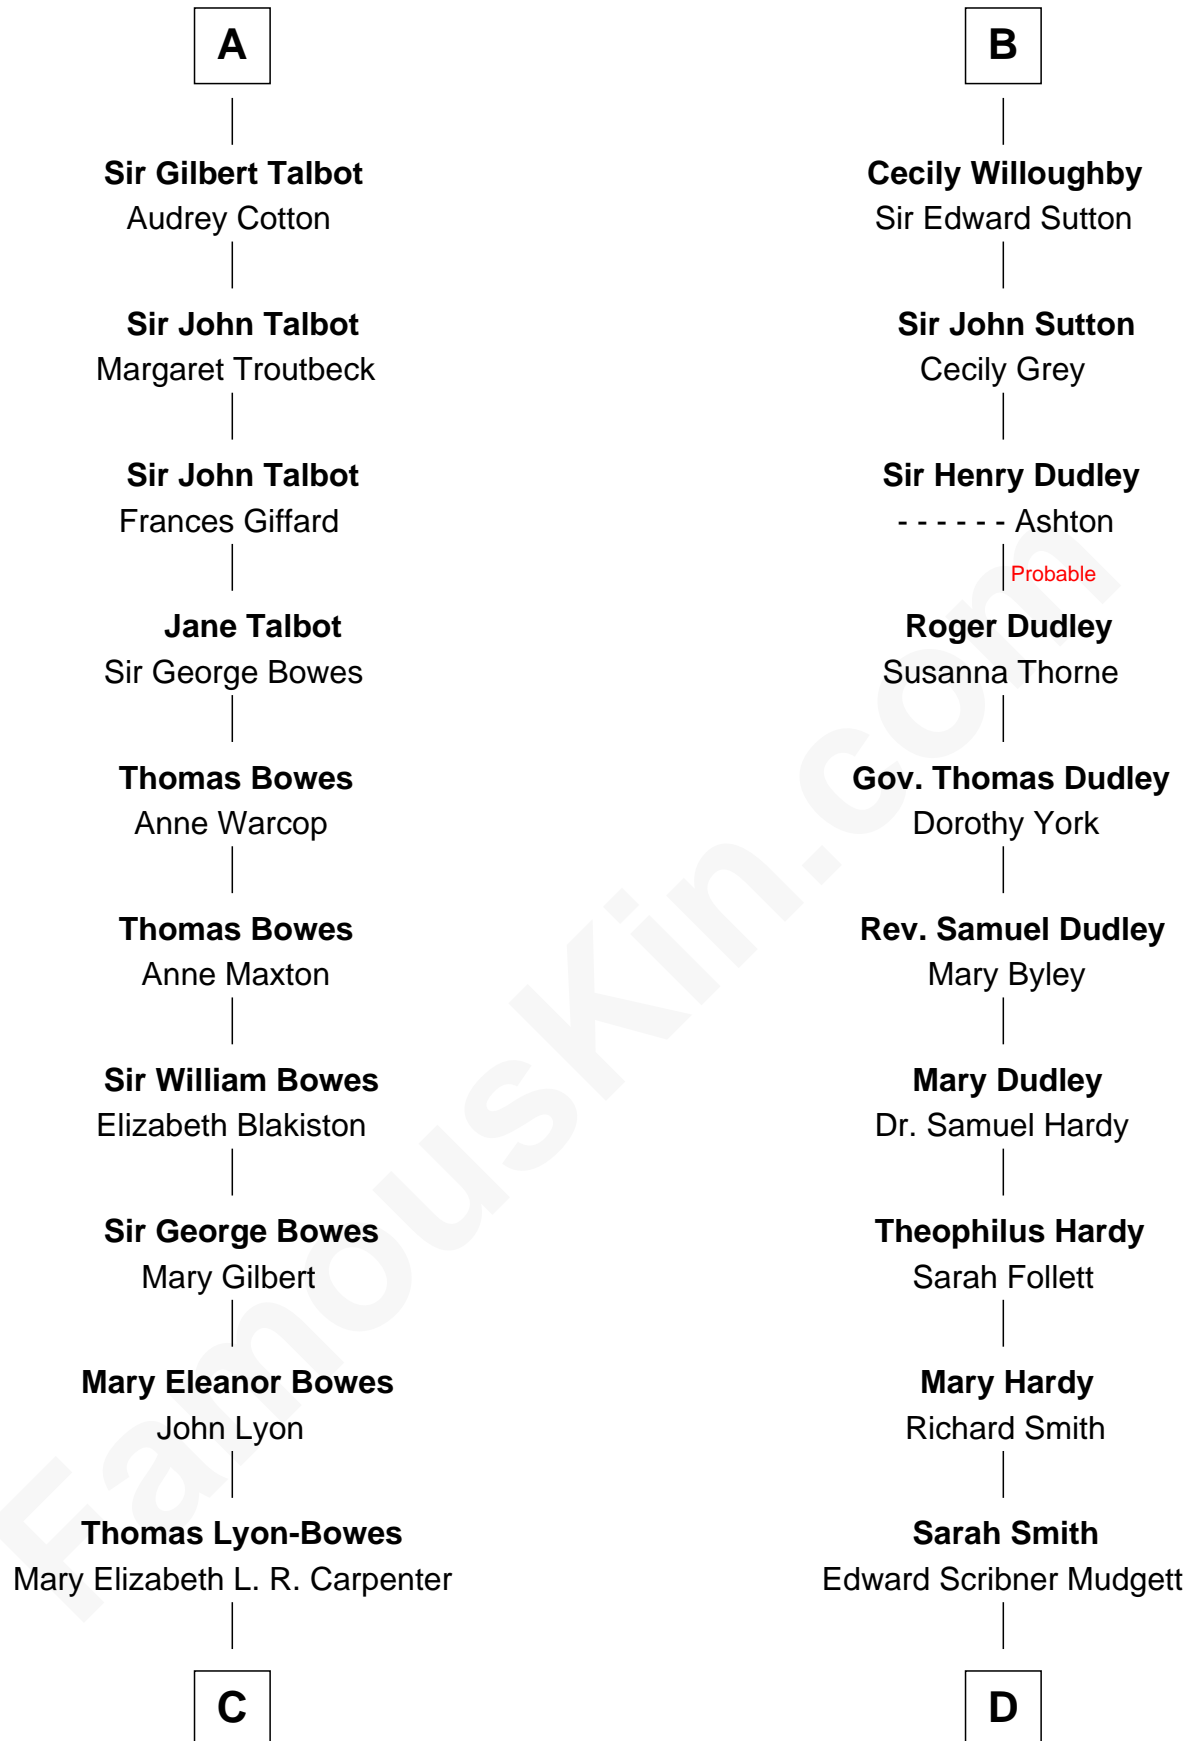 A
Sir Gilbert Talbot
Audrey Cotton
Sir John Talbot
Margaret Troutbeck
Sir John Talbot
Frances Giffard
Jane Talbot
Sir George Bowes
Thomas Bowes
Anne Warcop
Thomas Bowes
Anne Maxton
Sir William Bowes
Elizabeth Blakiston
Sir George Bowes
Mary Gilbert
Mary Eleanor Bowes
John Lyon
Thomas Lyon-Bowes
Mary Elizabeth L. R. Carpenter
C
B
Cecily Willoughby
Sir Edward Sutton
Sir John Sutton
Cecily Grey
Sir Henry Dudley
- - - - - - Ashton
Probable
Roger Dudley
Susanna Thorne
Gov. Thomas Dudley
Dorothy York
Rev. Samuel Dudley
Mary Byley
Mary Dudley
Dr. Samuel Hardy
Theophilus Hardy
Sarah Follett
Mary Hardy
Richard Smith
Sarah Smith
Edward Scribner Mudgett
D
FamousKin.com